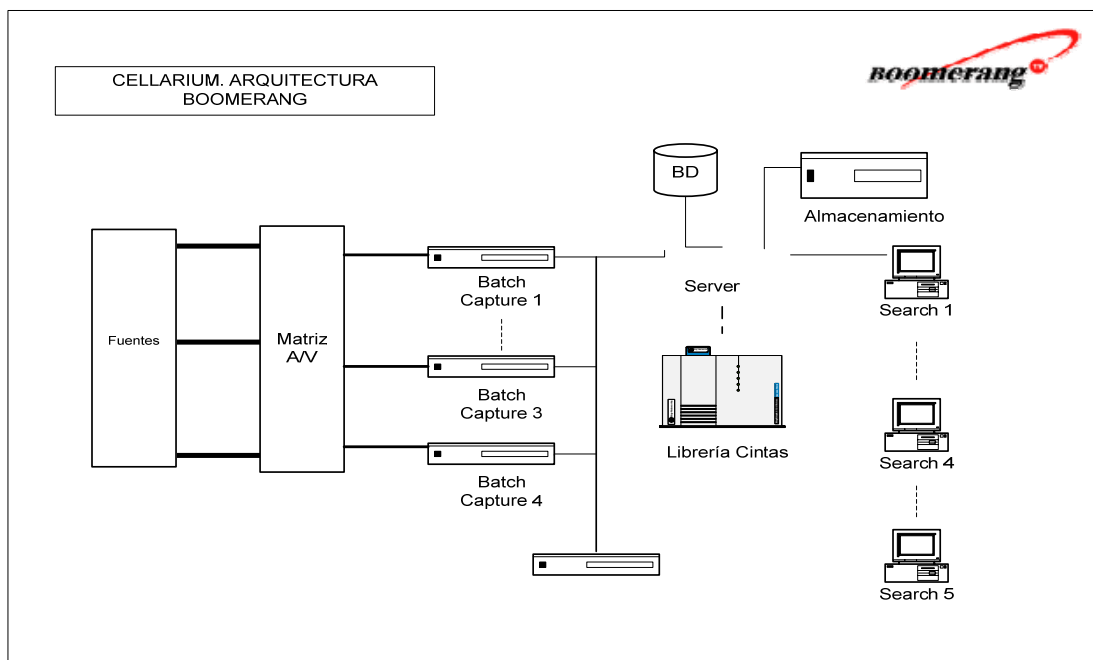 CELLARIUM. ARQUITECTURA
BOOMERANG
Boomerang TV
BD
Almacenamiento
Fuentes
Matriz
A/V
Batch
Capture 1
Server
Search 1
Batch
Capture 3
Librería Cintas
Search 4
Batch
Capture 4
Search 5